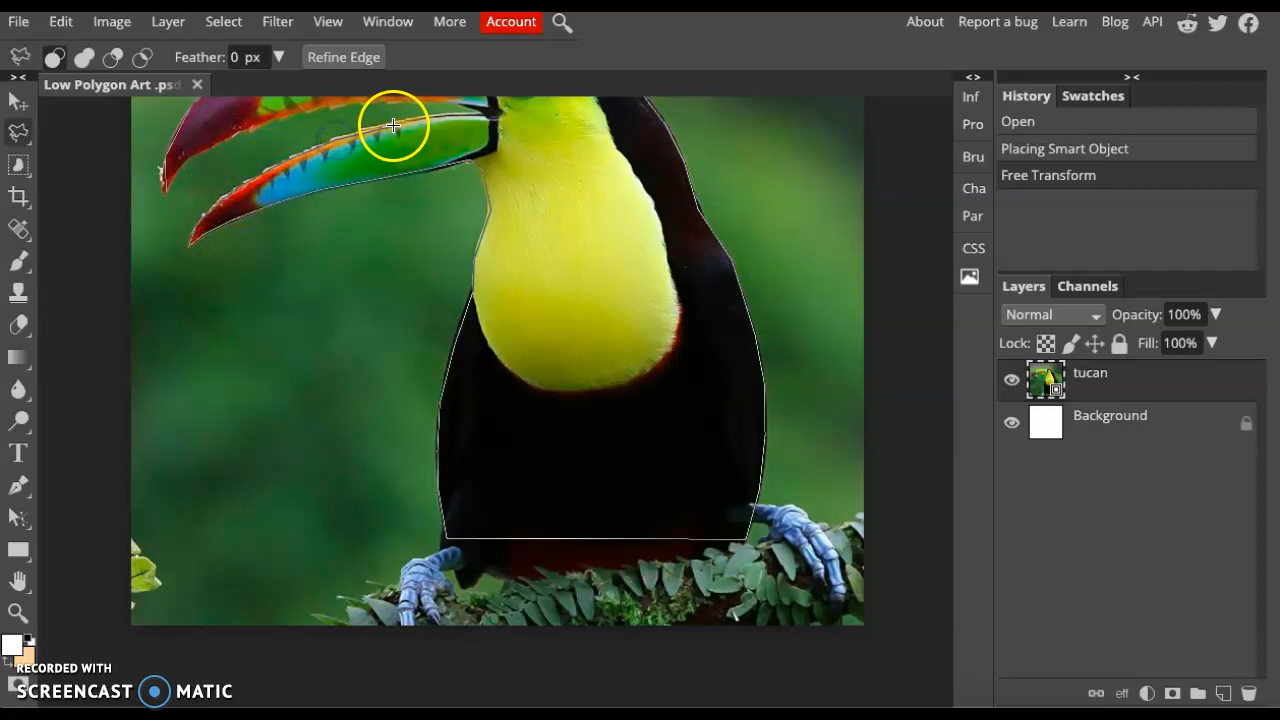 File Edit Image Layer Select Filter View Window More Account About Report a bug Learn Blog API
Feather: 0 px Refine Edge
> < Low Polygon Art .psd < > > <
Inf History Swatches
Pro Open
Bru Placing Smart Object
Cha Free Transform
Par
CSS
Layers Channels
Normal Opacity: 100%
Lock: Fill: 100%
tucan
Background
T
RECORDED WITH
SCREENCAST MATIC
eff